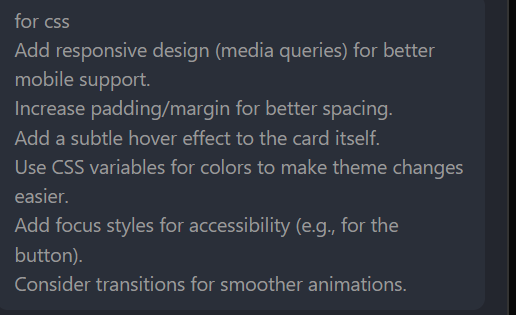 for css
Add responsive design (media queries) for better
mobile support.
Increase padding/margin for better spacing.
Add a subtle hover effect to the card itself.
Use CSS variables for colors to make theme changes
easier.
Add focus styles for accessibility (e.g., for the
button).
Consider transitions for smoother animations.